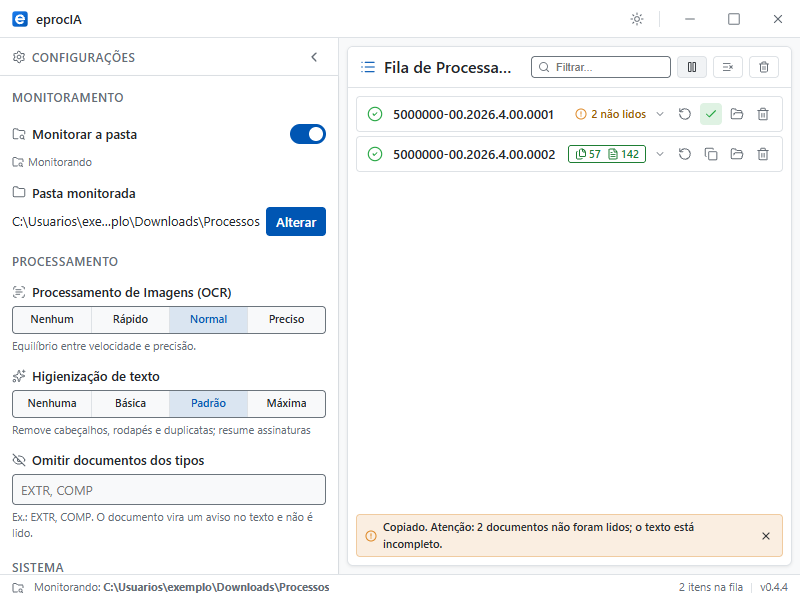 eprocIA
CONFIGURAÇÕES
MONITORAMENTO
Monitorar a pasta
Monitorando
Pasta monitorada
C:\Usuarios\exe...plo\Downloads\Processos
Alterar
PROCESSAMENTO
Processamento de Imagens (OCR)
Nenhum
Rápido
Normal
Preciso
Equilíbrio entre velocidade e precisão.
Higienização de texto
Nenhuma
Básica
Padrão
Máxima
Remove cabeçalhos, rodapés e duplicatas; resume assinaturas
Omitir documentos dos tipos
EXTR, COMP
Ex.: EXTR, COMP. O documento vira um aviso no texto e não é
lido.
SISTEMA
Fila de Processa...
Filtrar...
5000000-00.2026.4.00.0001
2 não lidos
5000000-00.2026.4.00.0002
57
142
Copiado. Atenção: 2 documentos não foram lidos; o texto está
incompleto.
Monitorando: C:\Usuarios\exemplo\Downloads\Processos
2 itens na fila
v0.4.4